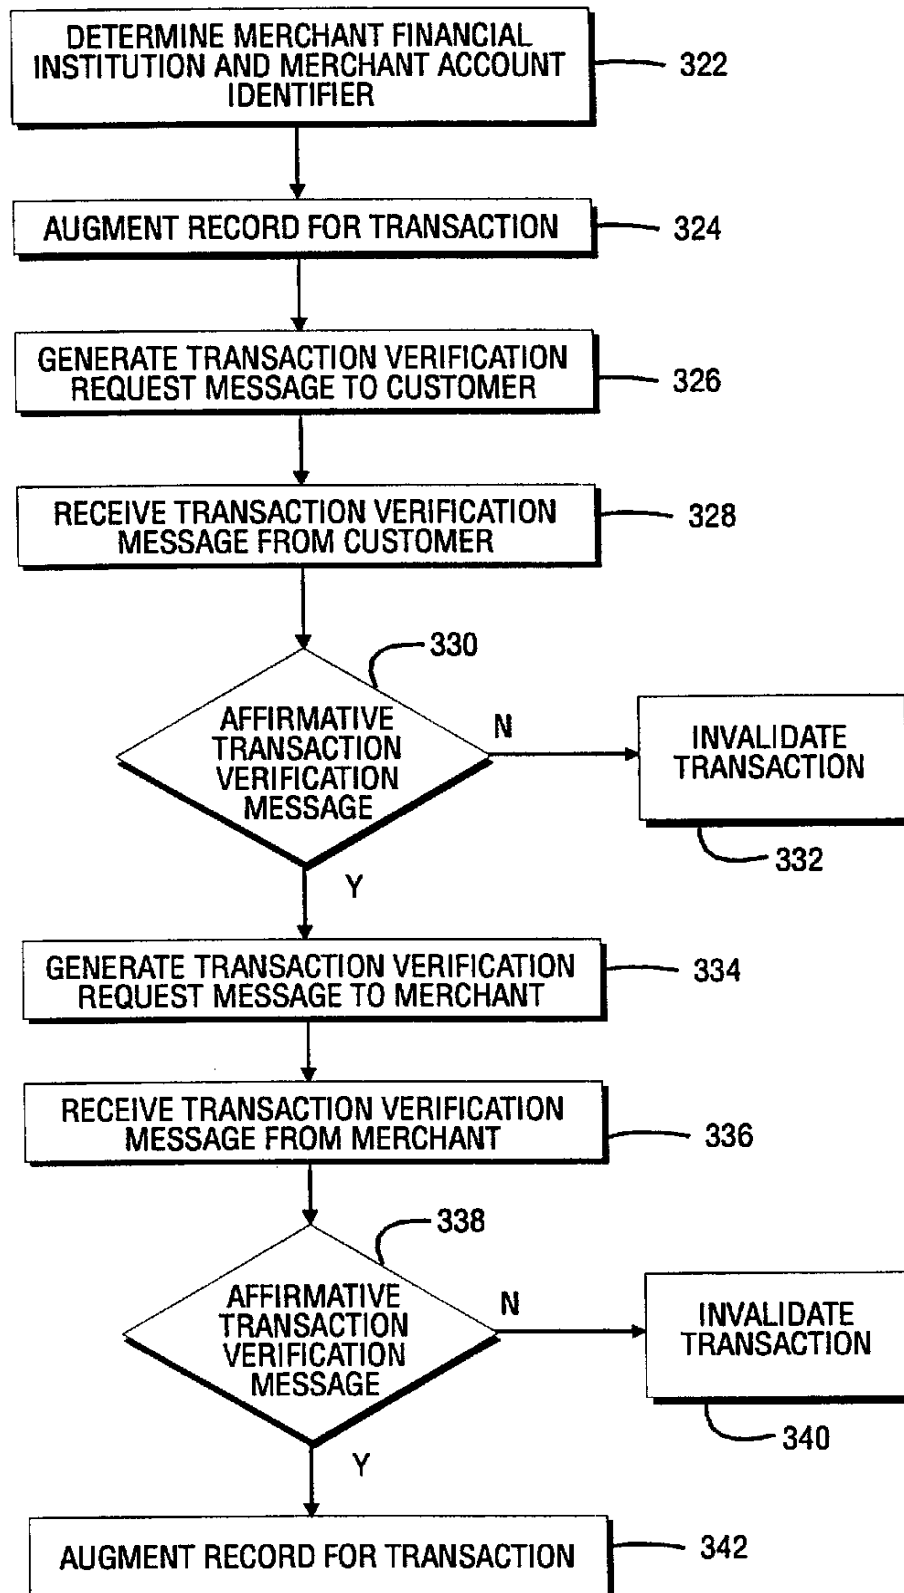 DETERMINE MERCHANT FINANCIAL
INSTITUTION AND MERCHANT ACCOUNT
IDENTIFIER
322
AUGMENT RECORD FOR TRANSACTION
324
GENERATE TRANSACTION VERIFICATION
REQUEST MESSAGE TO CUSTOMER
326
RECEIVE TRANSACTION VERIFICATION
MESSAGE FROM CUSTOMER
328
330
AFFIRMATIVE
TRANSACTION
VERIFICATION
MESSAGE
N
INVALIDATE
TRANSACTION
332
Y
GENERATE TRANSACTION VERIFICATION
REQUEST MESSAGE TO MERCHANT
334
RECEIVE TRANSACTION VERIFICATION
MESSAGE FROM MERCHANT
336
338
AFFIRMATIVE
TRANSACTION
VERIFICATION
MESSAGE
N
INVALIDATE
TRANSACTION
340
Y
AUGMENT RECORD FOR TRANSACTION
342